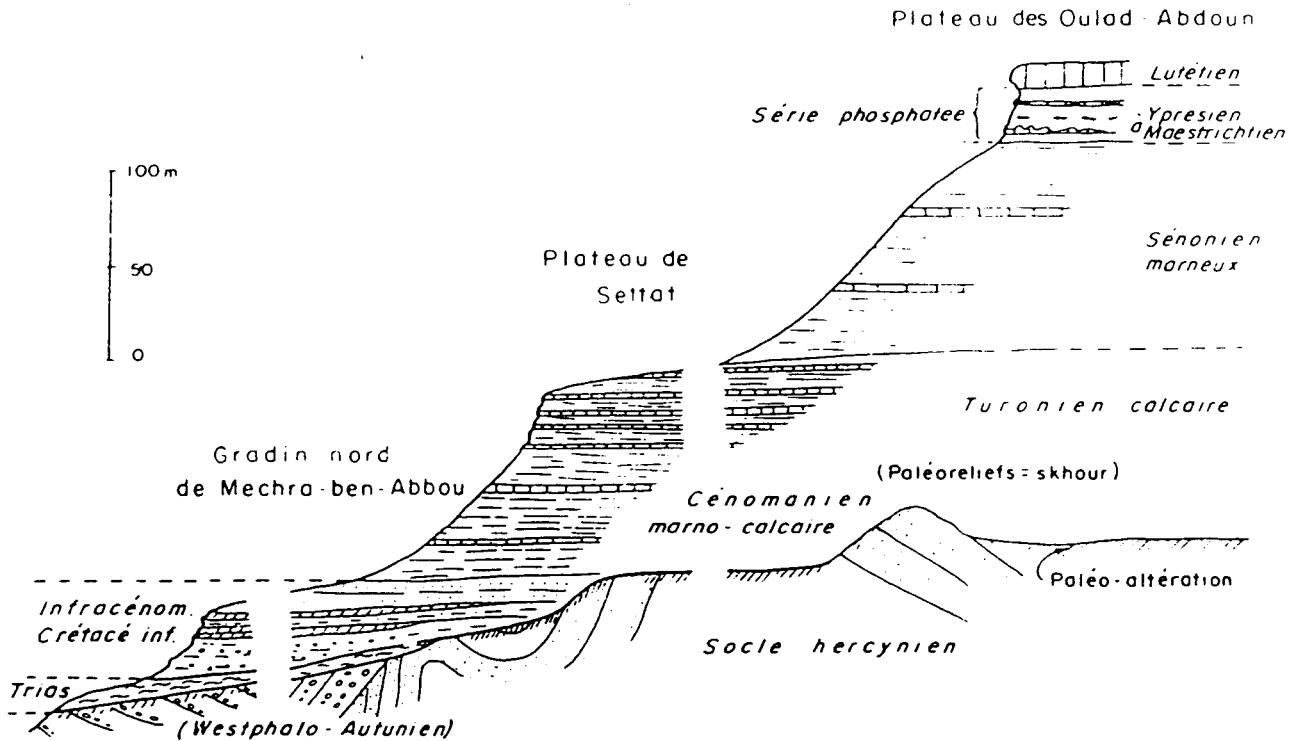 Plateau des Oulad-Abdoun
Lutétien
Série phosphatée
Ypresien
à
Maestrichtien
100 m
50
0
Plateau de
Settat
Sénonien
marneux
Turonien calcaire
Gradin nord
de Mechra-ben-Abbou
(Paléoreliefs = skhour)
Cénomanien
marno-calcaire
Paléo-altération
Infracénom.
Crétacé inf.
Socle hercynien
Trias
(Westphalo-Autunien)